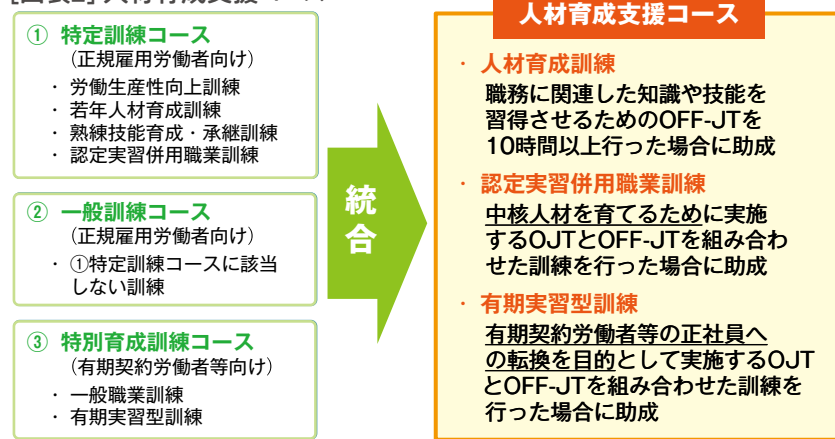 人材育成支援コース
① 特定訓練コース
(正規雇用労働者向け)
・ 労働生産性向上訓練
・ 若年人材育成訓練
・ 熟練技能育成・承継訓練
・ 認定実習併用職業訓練
② 一般訓練コース
(正規雇用労働者向け)
・ ①特定訓練コースに該当
しない訓練
③ 特別育成訓練コース
(有期契約労働者等向け)
・ 一般職業訓練
・ 有期実習型訓練
統
合
・ 人材育成訓練
職務に関連した知識や技能を
習得させるためのOFF-JTを
10時間以上行った場合に助成
・ 認定実習併用職業訓練
中核人材を育てるために実施
するOJTとOFF-JTを組み合わ
せた訓練を行った場合に助成
・ 有期実習型訓練
有期契約労働者等の正社員へ
の転換を目的として実施するOJT
とOFF-JTを組み合わせた訓練を
行った場合に助成